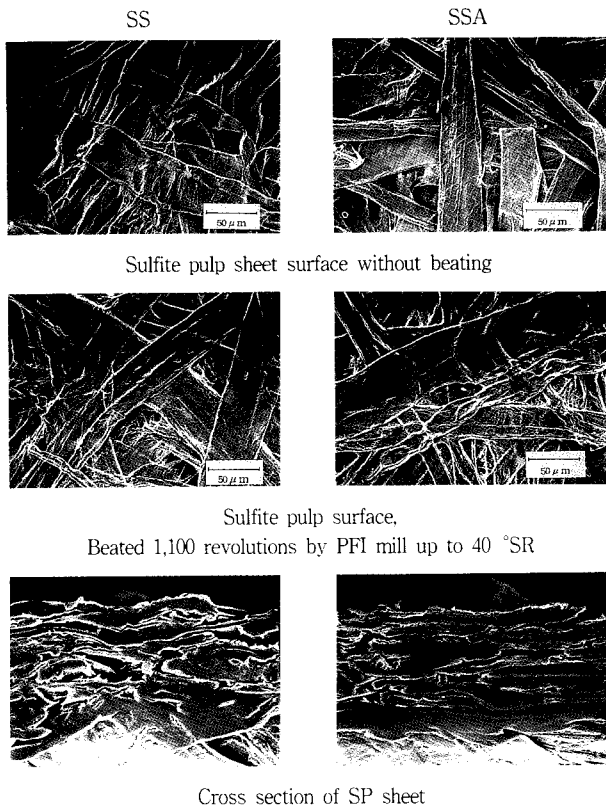 SS SSA
50 μm 50 μm
Sulfite pulp sheet surface without beating
50 μm 50 μm
Sulfite pulp surface,
Beated 1,100 revolutions by PFI mill up to 40 °SR
Cross section of SP sheet